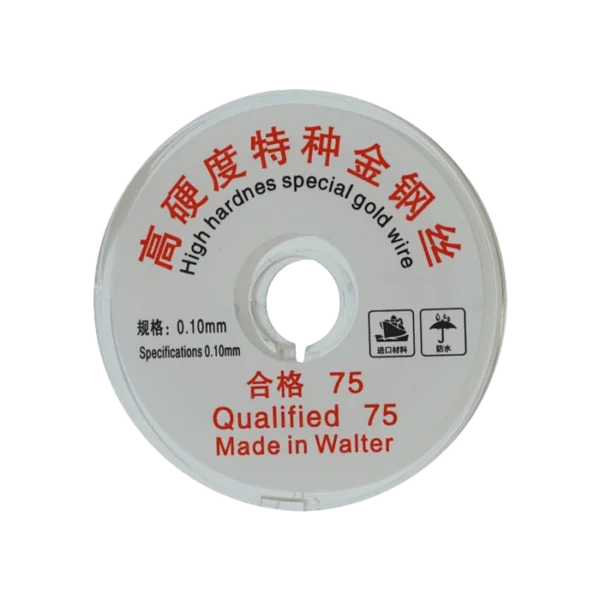 高硬度特种金钢丝
High hardnes special gold wire
规格：0.10mm
Specifications 0.10mm
进口材料
防水
合格 75
Qualified 75
Made in Walter